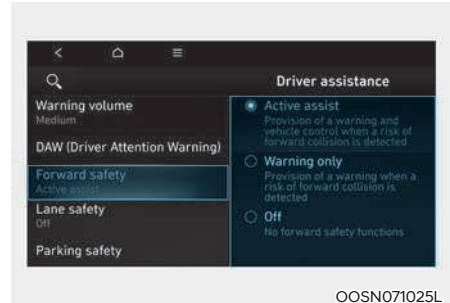 Driver assistance
Warning volume
Medium
DAW (Driver Attention Warning)
Forward safety
Active assist
Lane safety
Off
Parking safety
Active assist
Provision of a warning and
vehicle control when a risk of
forward collision is detected
Warning only
Provision of a warning when a
risk of forward collision is
detected
Off
No forward safety functions
OOSN071025L